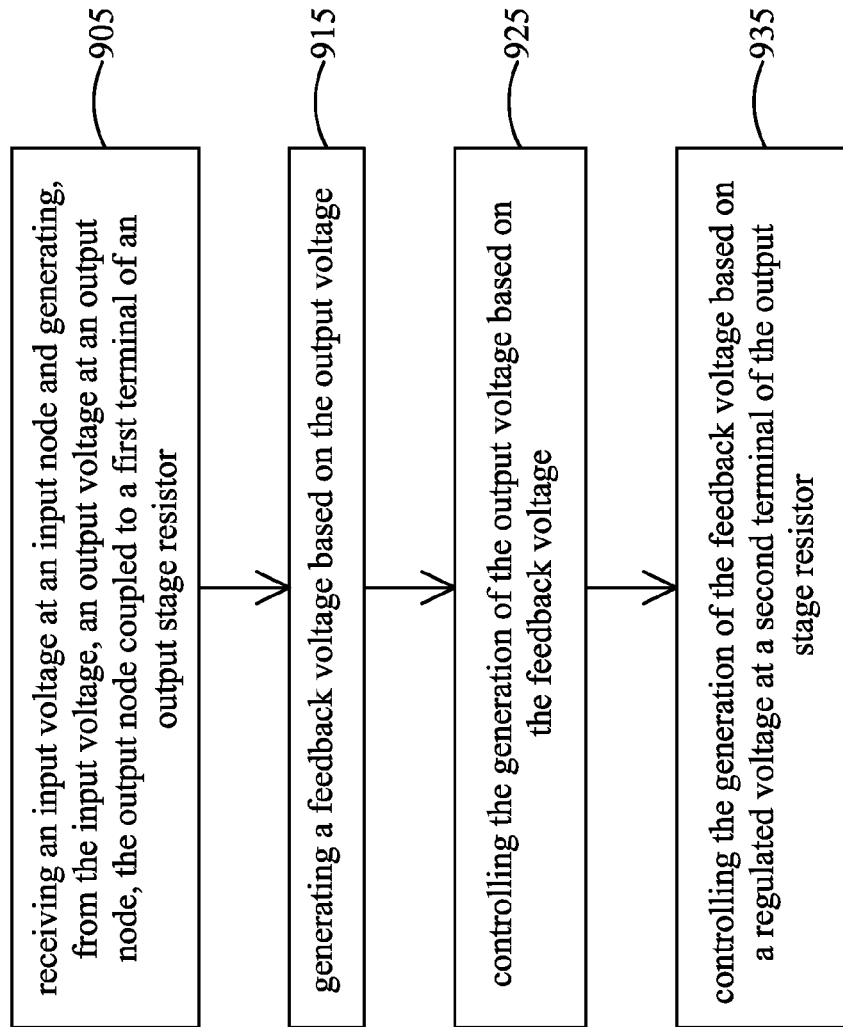 receiving an input voltage at an input node and generating,
from the input voltage, an output voltage at an output
node, the output node coupled to a first terminal of an
output stage resistor
905
generating a feedback voltage based on the output voltage
915
controlling the generation of the output voltage based on
the feedback voltage
925
controlling the generation of the feedback voltage based on
a regulated voltage at a second terminal of the output
stage resistor
935